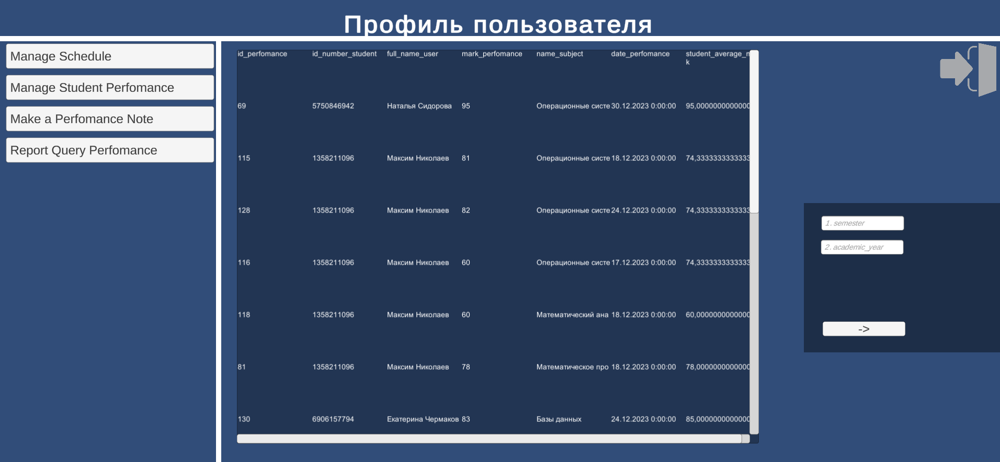 Профиль пользователя
Manage Schedule
Manage Student Perfomance
Make a Perfomance Note
Report Query Perfomance
id_perfomance id_number_student full_name_user mark_perfomance name_subject date_perfomance student_average_m
k
69 5750846942 Наталья Сидорова 95 Операционные систе 30.12.2023 0:00:00 95,0000000000000
115 1358211096 Максим Николаев 81 Операционные систе 18.12.2023 0:00:00 74,3333333333333
128 1358211096 Максим Николаев 82 Операционные систе 24.12.2023 0:00:00 74,3333333333333
116 1358211096 Максим Николаев 60 Операционные систе 17.12.2023 0:00:00 74,3333333333333
118 1358211096 Максим Николаев 60 Математический ана 18.12.2023 0:00:00 60,0000000000000
81 1358211096 Максим Николаев 78 Математическое про 18.12.2023 0:00:00 78,0000000000000
130 6906157794 Екатерина Чермаков 83 Базы данных 24.12.2023 0:00:00 85,0000000000000
1. semester
2. academic_year
->